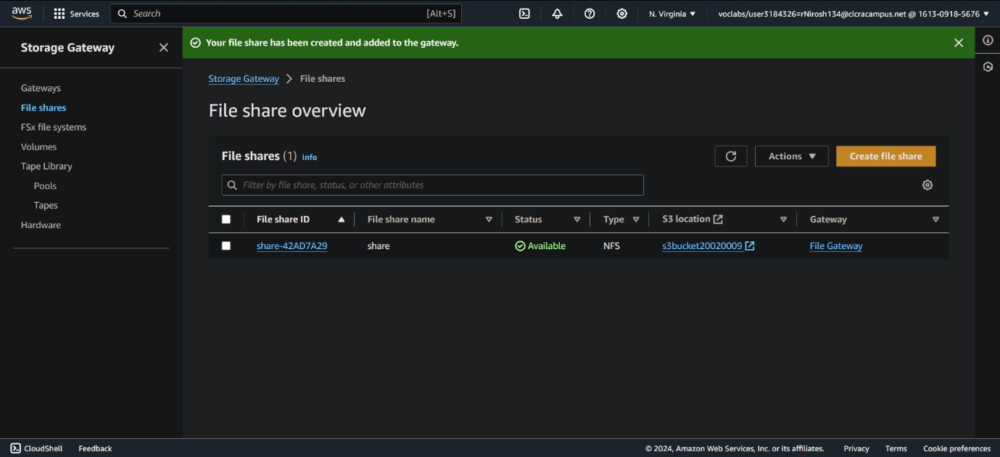 aws Services Search [Alt+S] N. Virginia voclabs/user3184326=rNirosh134@cicracampus.net @ 1613-0918-5676
Storage Gateway
Your file share has been created and added to the gateway.
Gateways
File shares
FSx file systems
Volumes
Tape Library
Pools
Tapes
Hardware
Storage Gateway File shares
File share overview
File shares (1) Info
Actions
Create file share
Filter by file share, status, or other attributes
File share ID File share name Status Type S3 location Gateway
share-42AD7A29 share Available NFS s3bucket20020009 File Gateway
CloudShell Feedback © 2024, Amazon Web Services, Inc. or its affiliates. Privacy Terms Cookie preferences